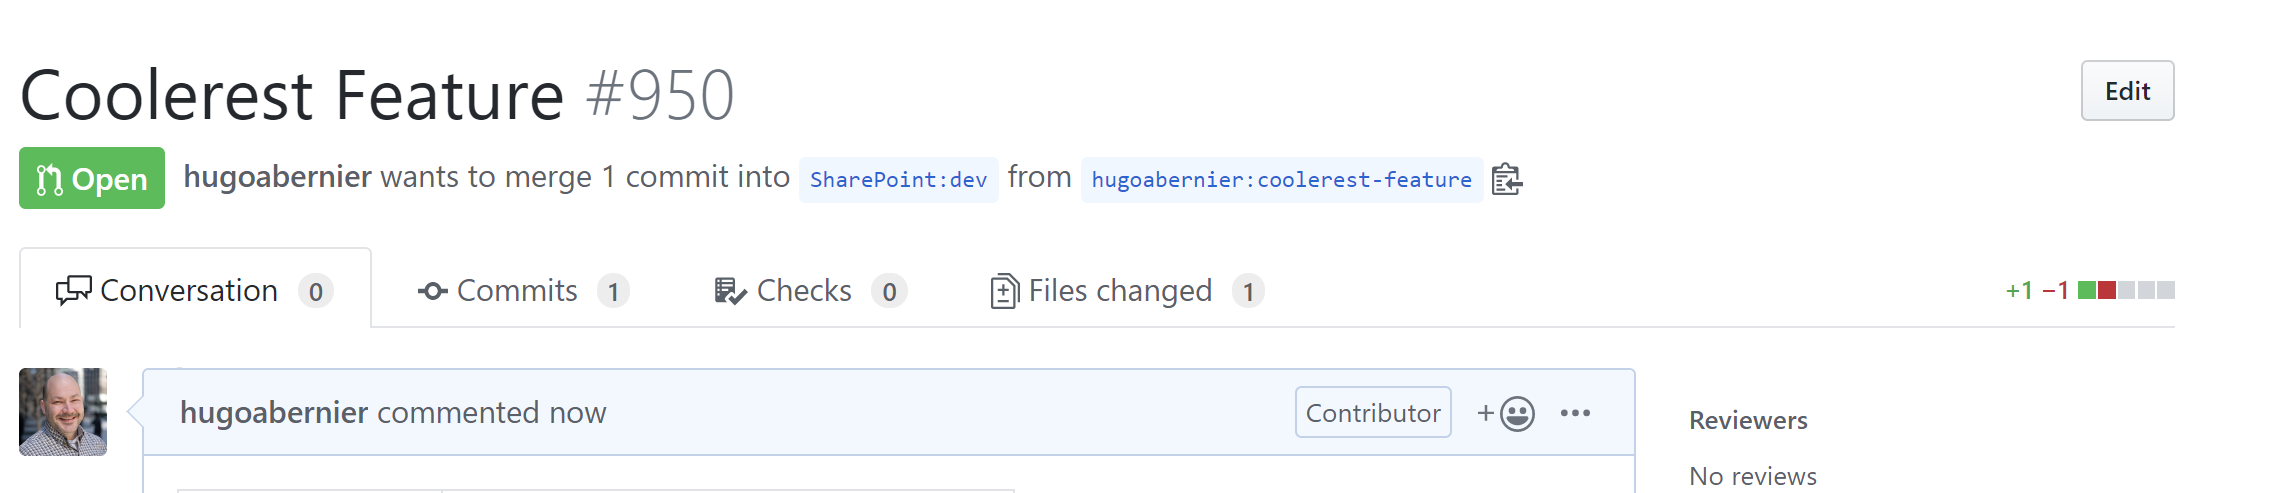 Coolerest Feature #950
Edit
Open hugoabernier wants to merge 1 commit into SharePoint:dev from hugoabernier:coolerest-feature
Conversation 0 Commits 1 Checks 0 Files changed 1 +1 −1
hugoabernier commented now Contributor +
Reviewers
No reviews